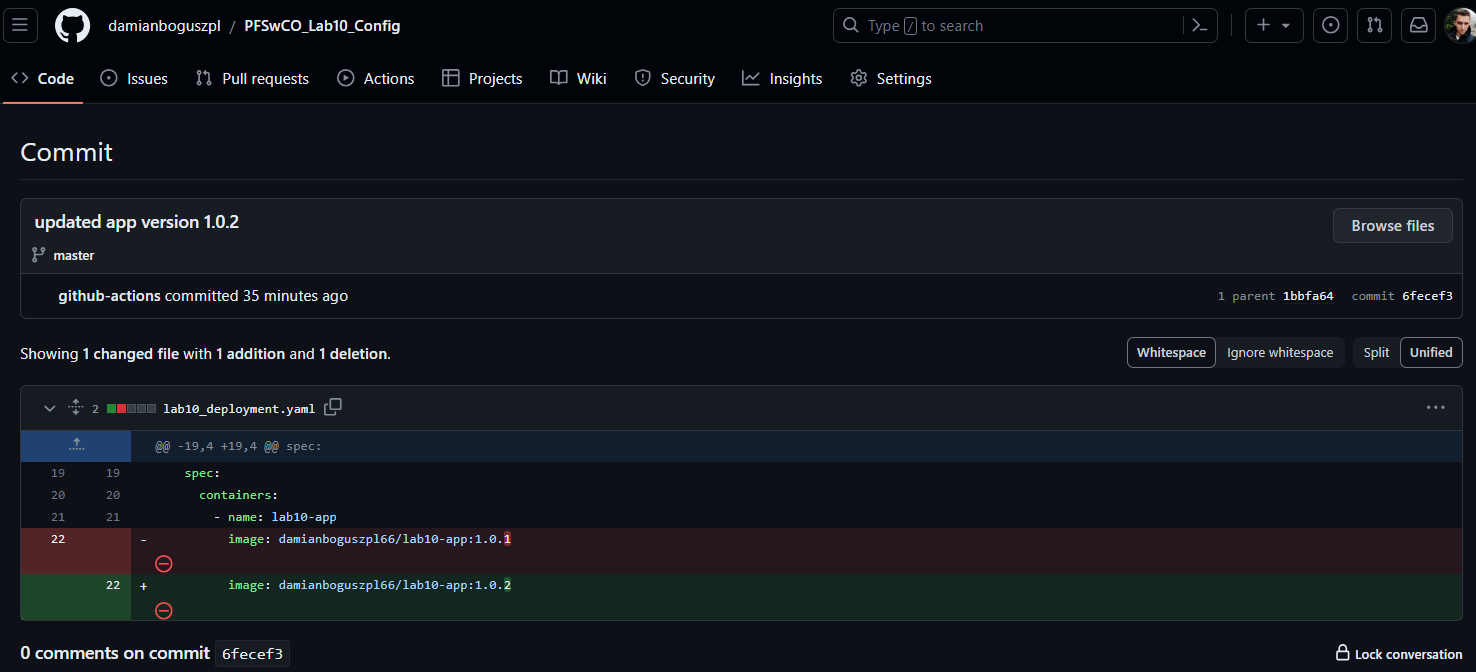 damianboguszpl / PFSwCO_Lab10_Config
Type / to search
Code Issues Pull requests Actions Projects Wiki Security Insights Settings
Commit
updated app version 1.0.2
Browse files
master
github-actions committed 35 minutes ago
1 parent 1bbfa64 commit 6fecef3
Showing 1 changed file with 1 addition and 1 deletion.
Whitespace Ignore whitespace Split Unified
2 lab10_deployment.yaml
@@ -19,4 +19,4 @@ spec:
19 19 spec:
20 20 containers:
21 21 - name: lab10-app
22 - image: damianboguszpl66/lab10-app:1.0.1
22 + image: damianboguszpl66/lab10-app:1.0.2
0 comments on commit 6fecef3
Lock conversation